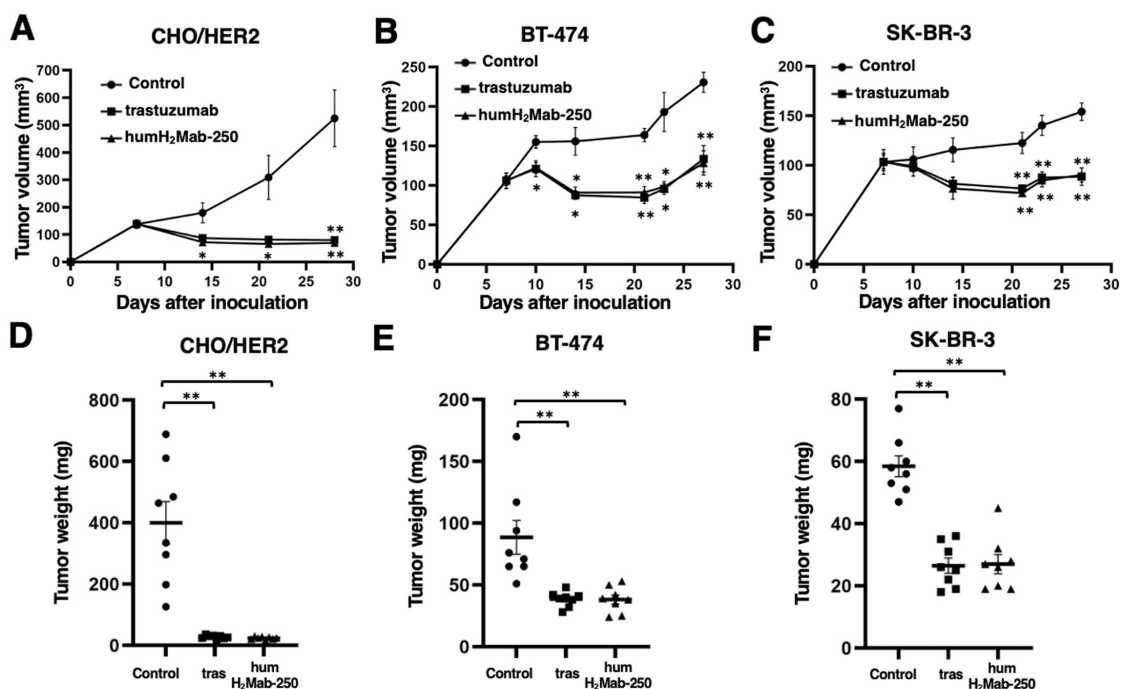 A
CHO/HER2
Tumor volume (mm³)
700
600
500
400
300
200
100
0
Control
trastuzumab
humH₂Mab-250
**
* * **
0 5 10 15 20 25 30
Days after inoculation
B
BT-474
Tumor volume (mm³)
250
200
150
100
50
0
Control
trastuzumab
humH₂Mab-250
* ** * **
* * ** * **
0 5 10 15 20 25 30
Days after inoculation
C
SK-BR-3
Tumor volume (mm³)
200
150
100
50
0
Control
trastuzumab
humH₂Mab-250
** ** **
** ** **
0 5 10 15 20 25 30
Days after inoculation
D
CHO/HER2
Tumor weight (mg)
800
600
400
200
0
**
**
Control tras hum
H₂Mab-250
E
BT-474
Tumor weight (mg)
200
150
100
50
0
**
**
Control tras hum
H₂Mab-250
F
SK-BR-3
Tumor weight (mg)
80
60
40
20
0
**
**
Control tras hum
H₂Mab-250